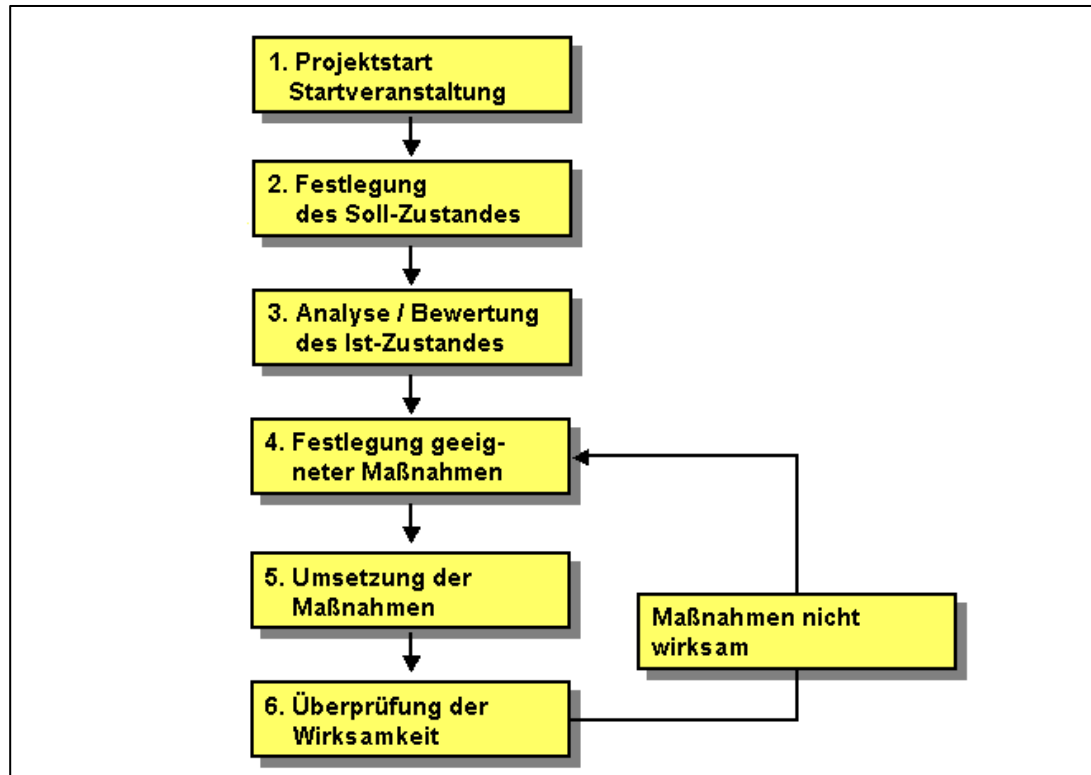 1. Projektstart
Startveranstaltung
2. Festlegung
des Soll-Zustandes
3. Analyse / Bewertung
des Ist-Zustandes
4. Festlegung geeig-
neter Maßnahmen
5. Umsetzung der
Maßnahmen
Maßnahmen nicht
wirksam
6. Überprüfung der
Wirksamkeit